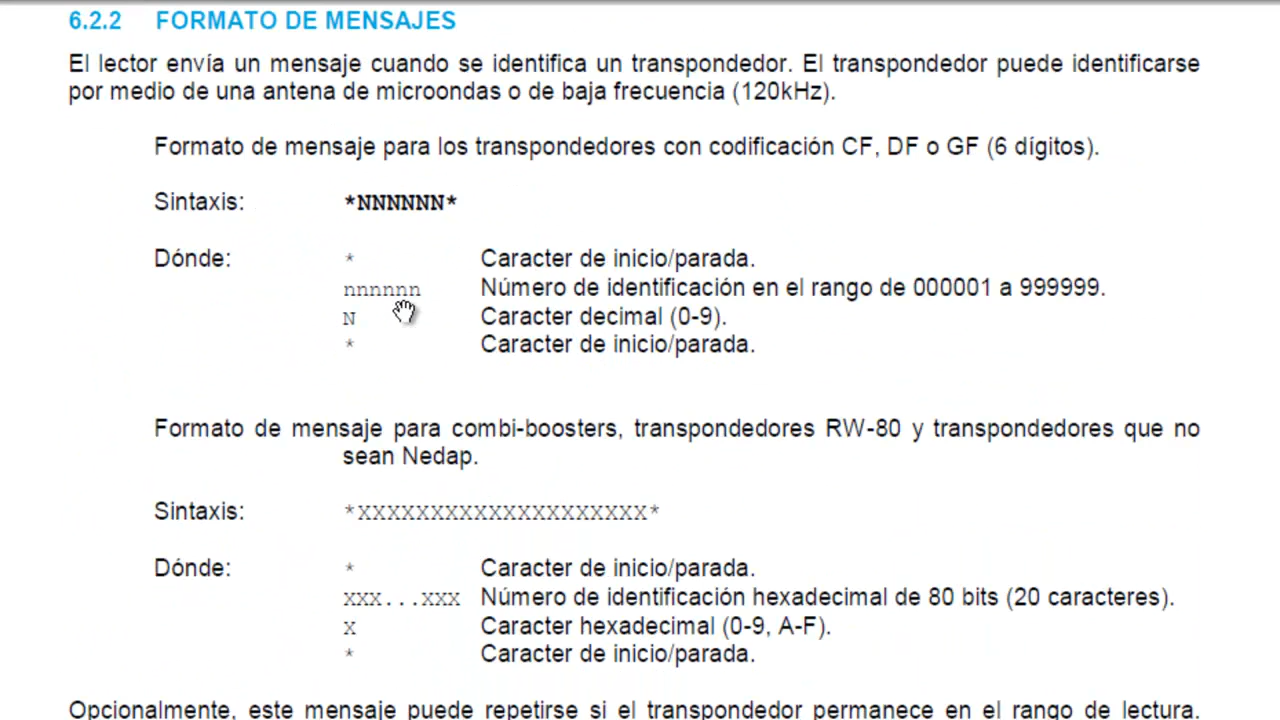 6.2.2 FORMATO DE MENSAJES
El lector envía un mensaje cuando se identifica un transpondedor. El transpondedor puede identificarse
por medio de una antena de microondas o de baja frecuencia (120kHz).
Formato de mensaje para los transpondedores con codificación CF, DF o GF (6 dígitos).
Sintaxis: *NNNNNN*
Dónde: * Caracter de inicio/parada.
nnnnnn Número de identificación en el rango de 000001 a 999999.
N Caracter decimal (0-9).
* Caracter de inicio/parada.
Formato de mensaje para combi-boosters, transpondedores RW-80 y transpondedores que no
sean Nedap.
Sintaxis: *XXXXXXXXXXXXXXXXXXXX*
Dónde: * Caracter de inicio/parada.
XXX...XXX Número de identificación hexadecimal de 80 bits (20 caracteres).
X Caracter hexadecimal (0-9, A-F).
* Caracter de inicio/parada.
Opcionalmente, este mensaje puede repetirse si el transpondedor permanece en el rango de lectura.